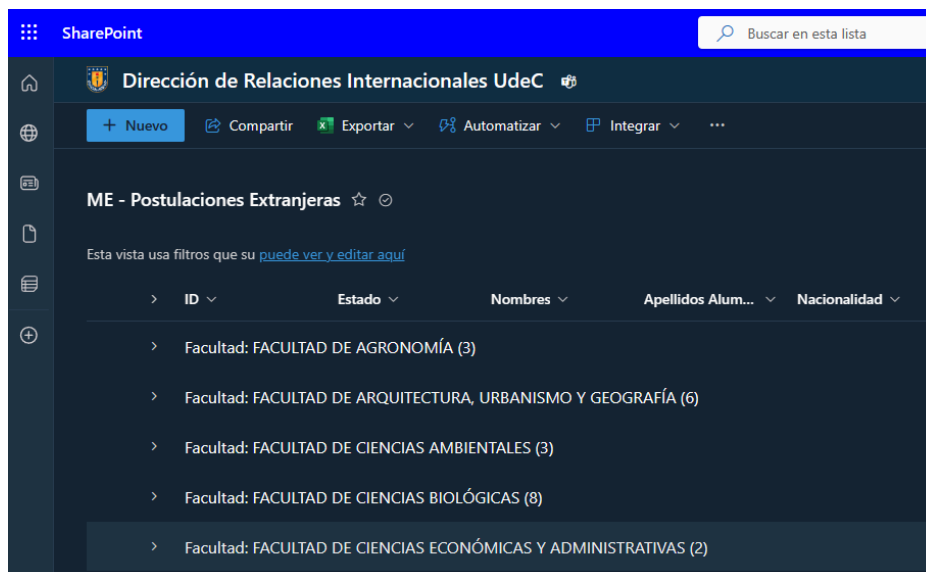 SharePoint
Buscar en esta lista
Dirección de Relaciones Internacionales UdeC
+ Nuevo Compartir Exportar Automatizar Integrar ...
ME - Postulaciones Extranjeras
Esta vista usa filtros que su puede ver y editar aquí
ID Estado Nombres Apellidos Alum... Nacionalidad
Facultad: FACULTAD DE AGRONOMÍA (3)
Facultad: FACULTAD DE ARQUITECTURA, URBANISMO Y GEOGRAFÍA (6)
Facultad: FACULTAD DE CIENCIAS AMBIENTALES (3)
Facultad: FACULTAD DE CIENCIAS BIOLÓGICAS (8)
Facultad: FACULTAD DE CIENCIAS ECONÓMICAS Y ADMINISTRATIVAS (2)